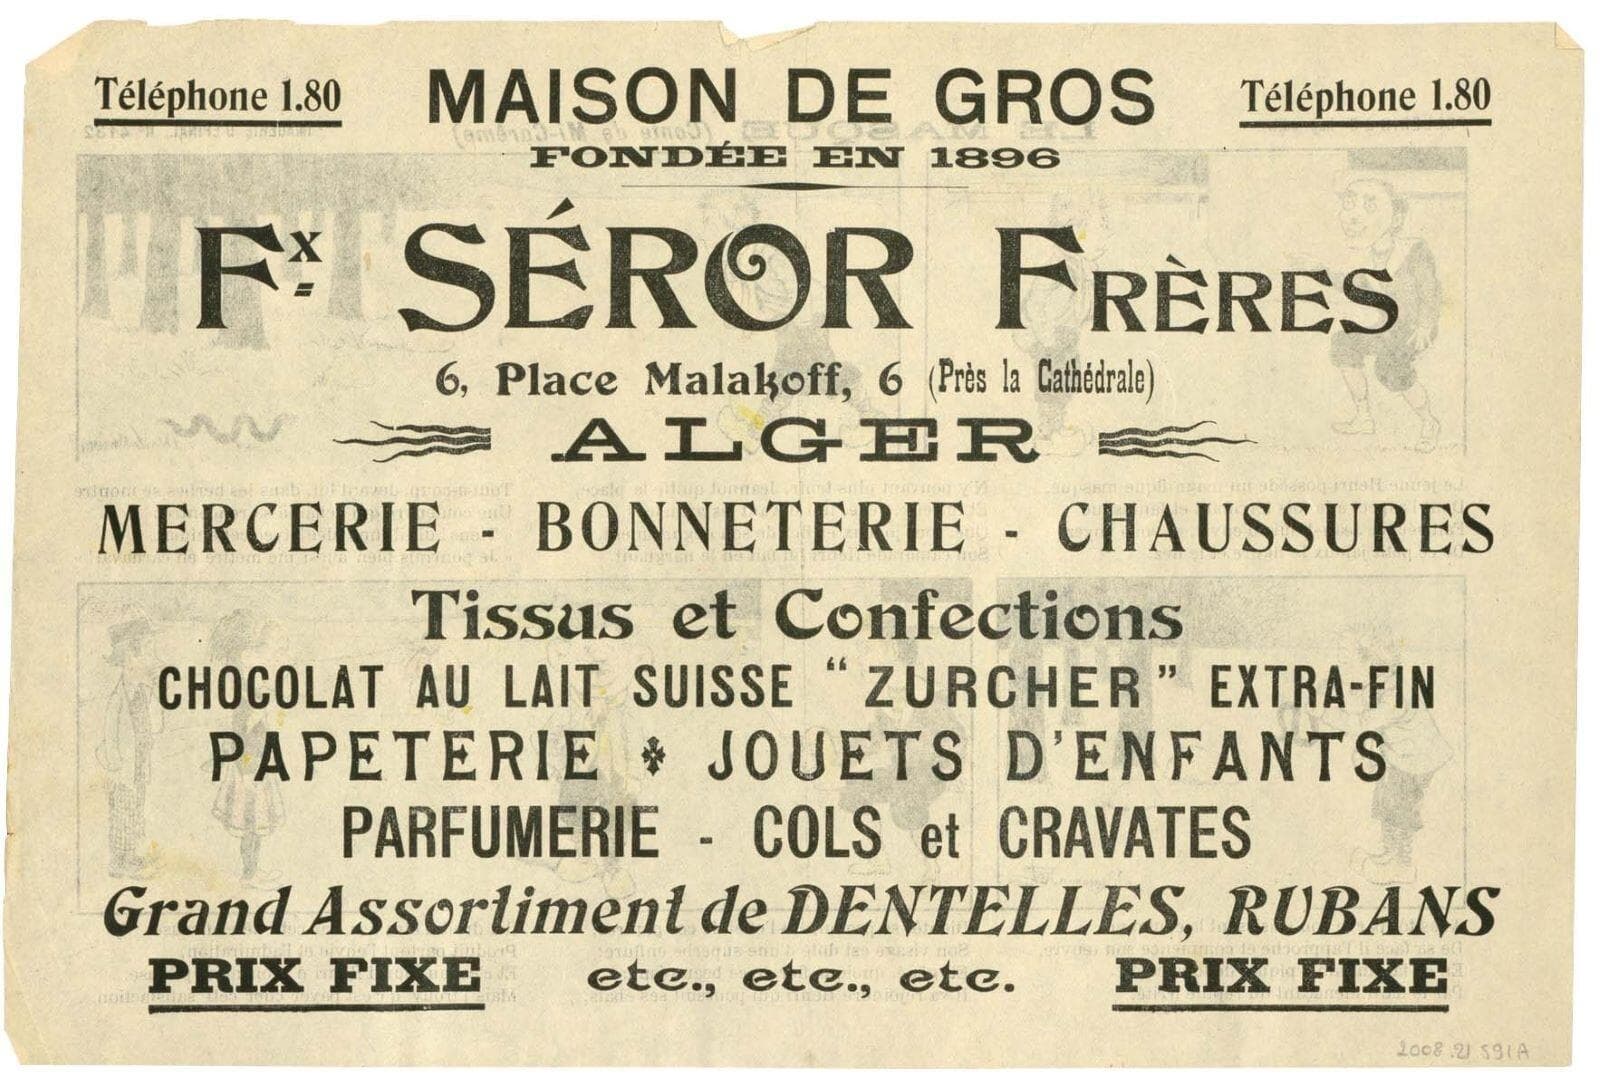 Téléphone 1.80 MAISON DE GROS Téléphone 1.80
FONDÉE EN 1896
Fx SÉROR FRÈRES
6, Place Malakoff, 6 (Près la Cathédrale)
ALGER
MERCERIE - BONNETERIE - CHAUSSURES
Tissus et Confections
CHOCOLAT AU LAIT SUISSE “ZURCHER” EXTRA-FIN
PAPETERIE ✤ JOUETS D'ENFANTS
PARFUMERIE - COLS et CRAVATES
Grand Assortiment de DENTELLES, RUBANS
PRIX FIXE etc., etc., etc. PRIX FIXE
2008.21 591A